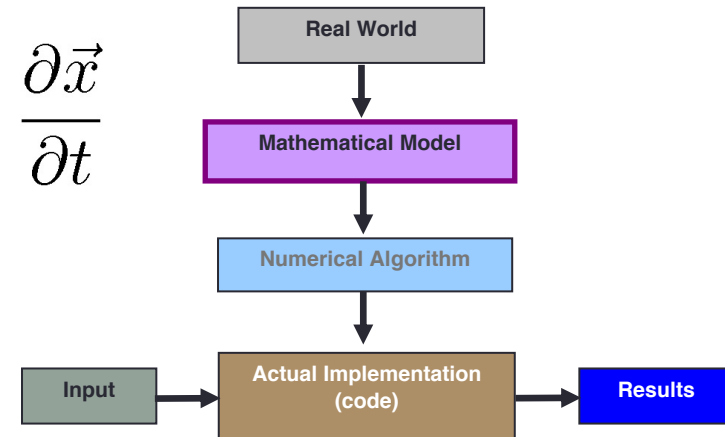 Real World
∂x⃗
∂t
Mathematical Model
Numerical Algorithm
Input
Actual Implementation
(code)
Results